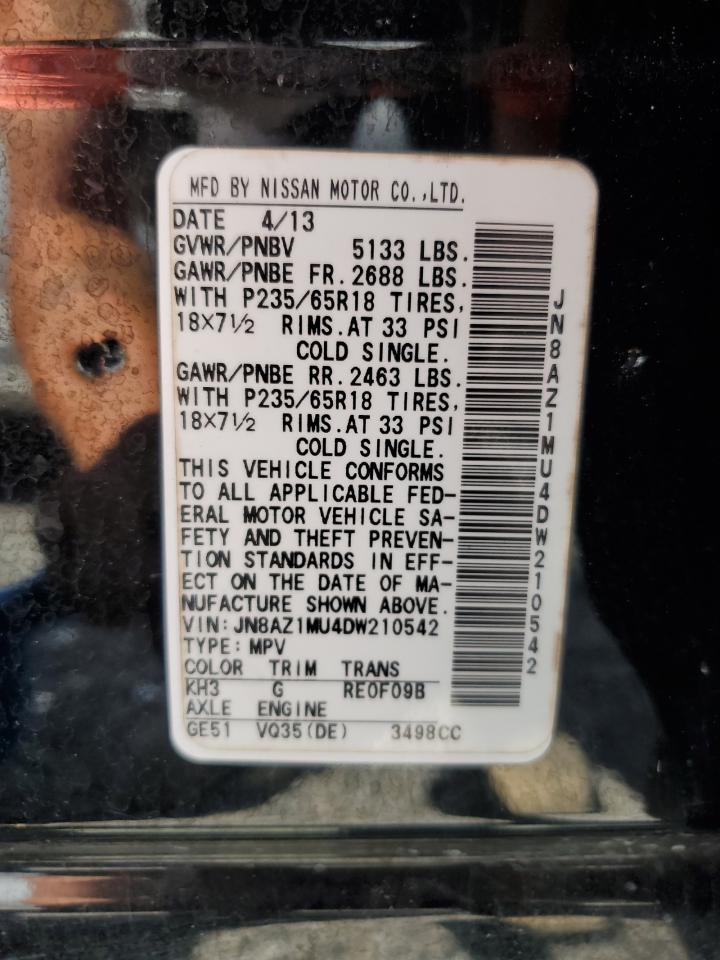 MFD BY NISSAN MOTOR CO.,LTD.
DATE 4/13
GVWR/PNBV 5133 LBS.
GAWR/PNBE FR. 2688 LBS.
WITH P235/65R18 TIRES,
18×7½ RIMS. AT 33 PSI
COLD SINGLE.
GAWR/PNBE RR. 2463 LBS.
WITH P235/65R18 TIRES,
18×7½ RIMS. AT 33 PSI
COLD SINGLE.
THIS VEHICLE CONFORMS
TO ALL APPLICABLE FED-
ERAL MOTOR VEHICLE SA-
FETY AND THEFT PREVEN-
TION STANDARDS IN EFF-
ECT ON THE DATE OF MA-
NUFACTURE SHOWN ABOVE.
VIN: JN8AZ1MU4DW210542
TYPE: MPV
COLOR TRIM TRANS
KH3 G RE0F09B
AXLE ENGINE
GE51 VQ35(DE) 3498CC
JN8AZ1MU4DW210542